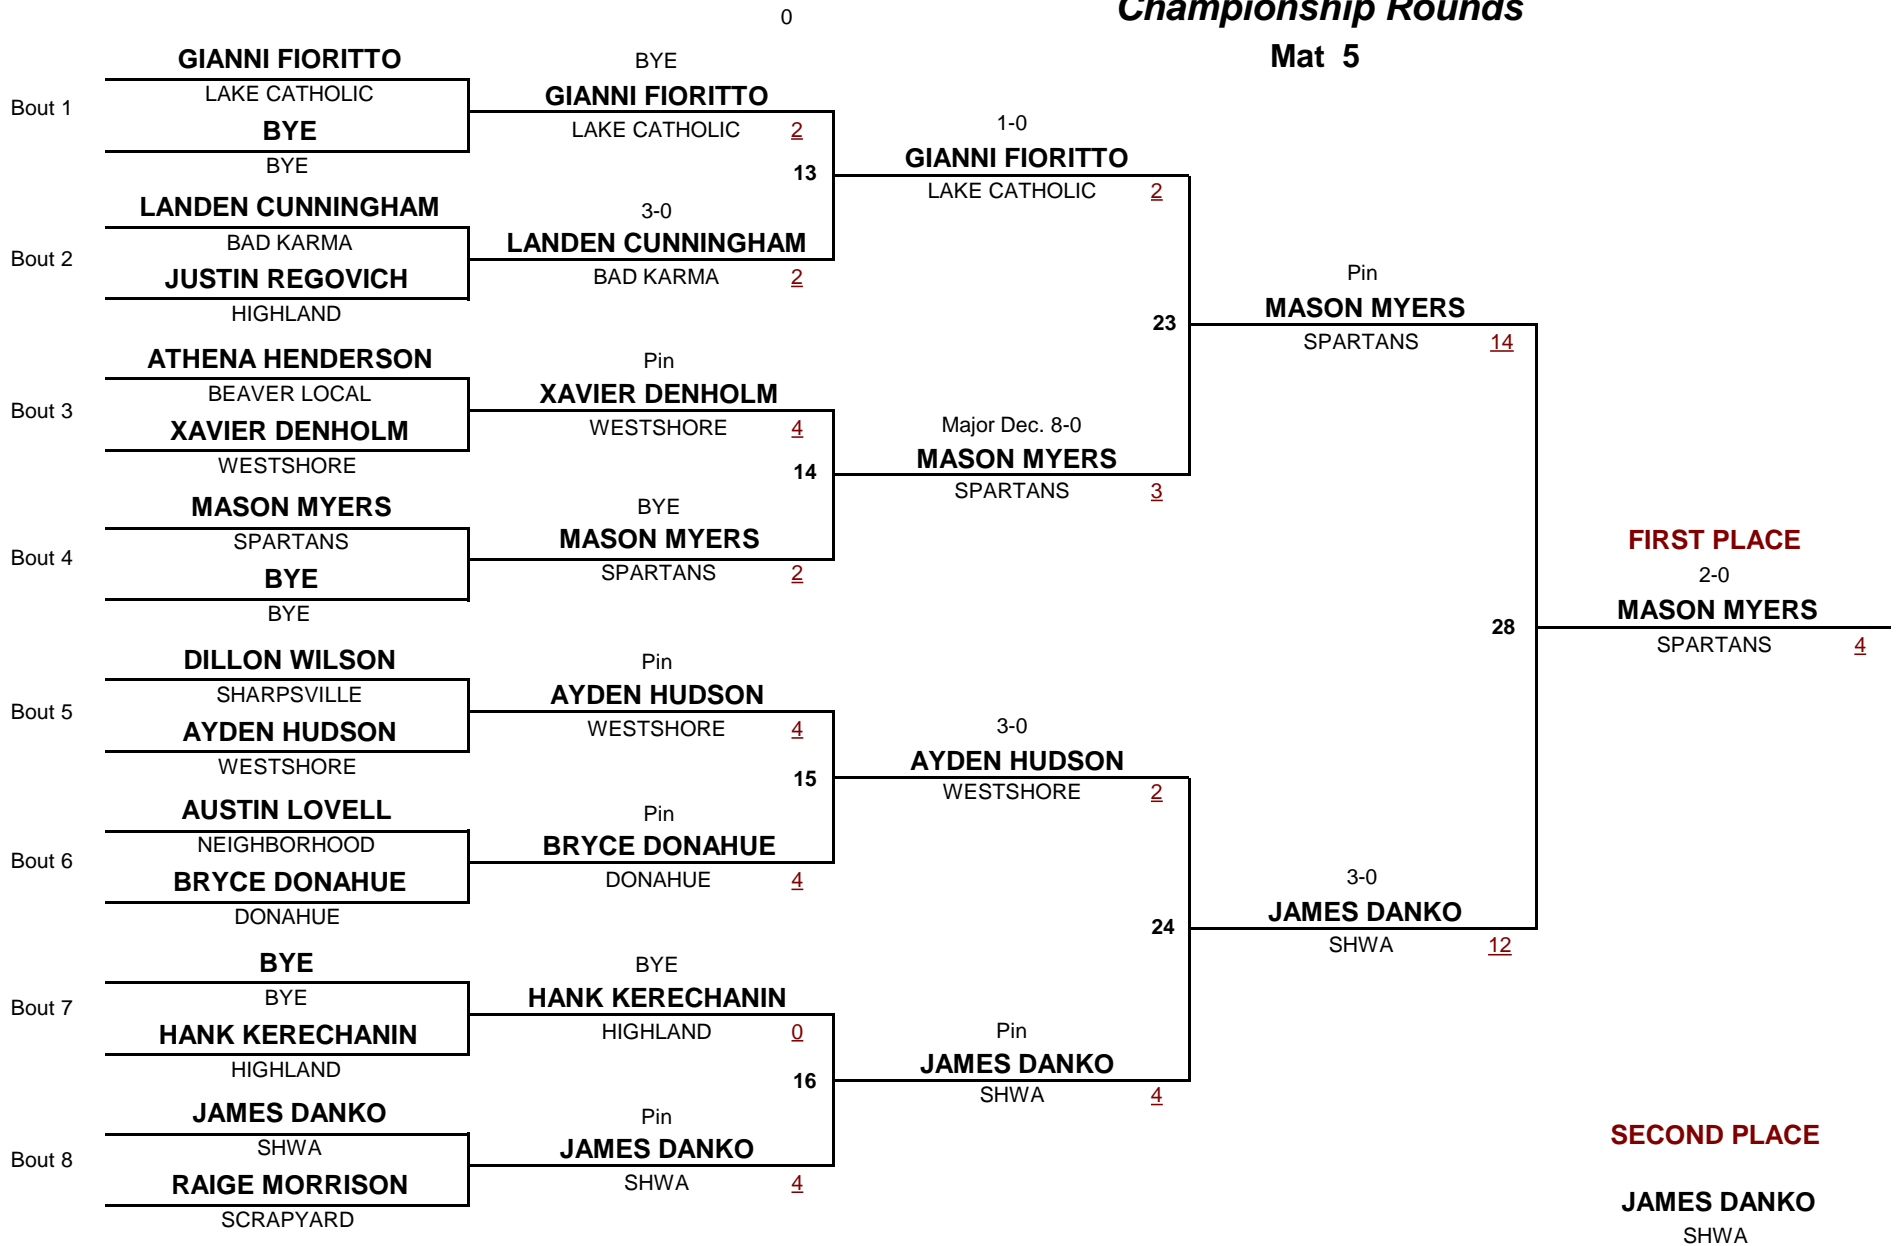 0
Championship Rounds
Mat 5
GIANNI FIORITTO
LAKE CATHOLIC
Bout 1
BYE
BYE
LANDEN CUNNINGHAM
BAD KARMA
Bout 2
JUSTIN REGOVICH
HIGHLAND
ATHENA HENDERSON
BEAVER LOCAL
Bout 3
XAVIER DENHOLM
WESTSHORE
MASON MYERS
SPARTANS
Bout 4
BYE
BYE
DILLON WILSON
SHARPSVILLE
Bout 5
AYDEN HUDSON
WESTSHORE
AUSTIN LOVELL
NEIGHBORHOOD
Bout 6
BRYCE DONAHUE
DONAHUE
BYE
BYE
Bout 7
HANK KERECHANIN
HIGHLAND
JAMES DANKO
SHWA
Bout 8
RAIGE MORRISON
SCRAPYARD
BYE
GIANNI FIORITTO
LAKE CATHOLIC 2
13
3-0
LANDEN CUNNINGHAM
BAD KARMA 2
Pin
XAVIER DENHOLM
WESTSHORE 4
14
BYE
MASON MYERS
SPARTANS 2
Pin
AYDEN HUDSON
WESTSHORE 4
15
Pin
BRYCE DONAHUE
DONAHUE 4
BYE
HANK KERECHANIN
HIGHLAND 0
16
Pin
JAMES DANKO
SHWA 4
1-0
GIANNI FIORITTO
LAKE CATHOLIC 2
23
Major Dec. 8-0
MASON MYERS
SPARTANS 3
3-0
AYDEN HUDSON
WESTSHORE 2
24
Pin
JAMES DANKO
SHWA 4
Pin
MASON MYERS
SPARTANS 14
28
3-0
JAMES DANKO
SHWA 12
FIRST PLACE
2-0
MASON MYERS
SPARTANS 4
SECOND PLACE
JAMES DANKO
SHWA